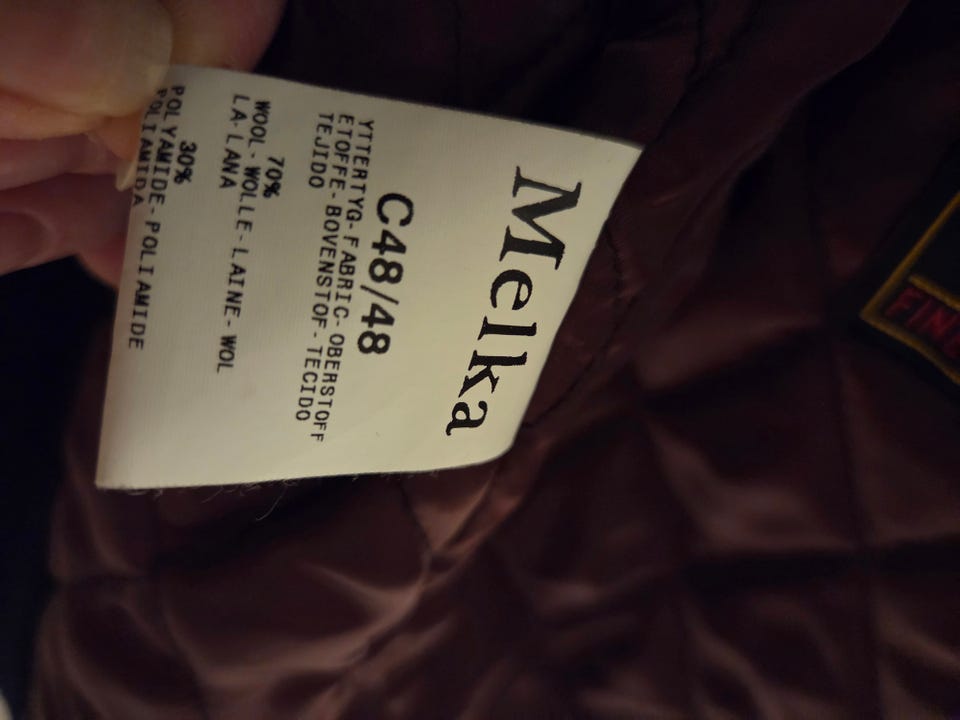 Melka
C48/48
YTTERTYG-FABRIC-OBERSTOFF
ETOFFE-BOVENSTOF-TECIDO
TEJIDO
70%
WOOL-WOLLE-LAINE-WOL
LA-LANA
30%
POLYAMIDE-POLIAMIDE
POLIAMIDA